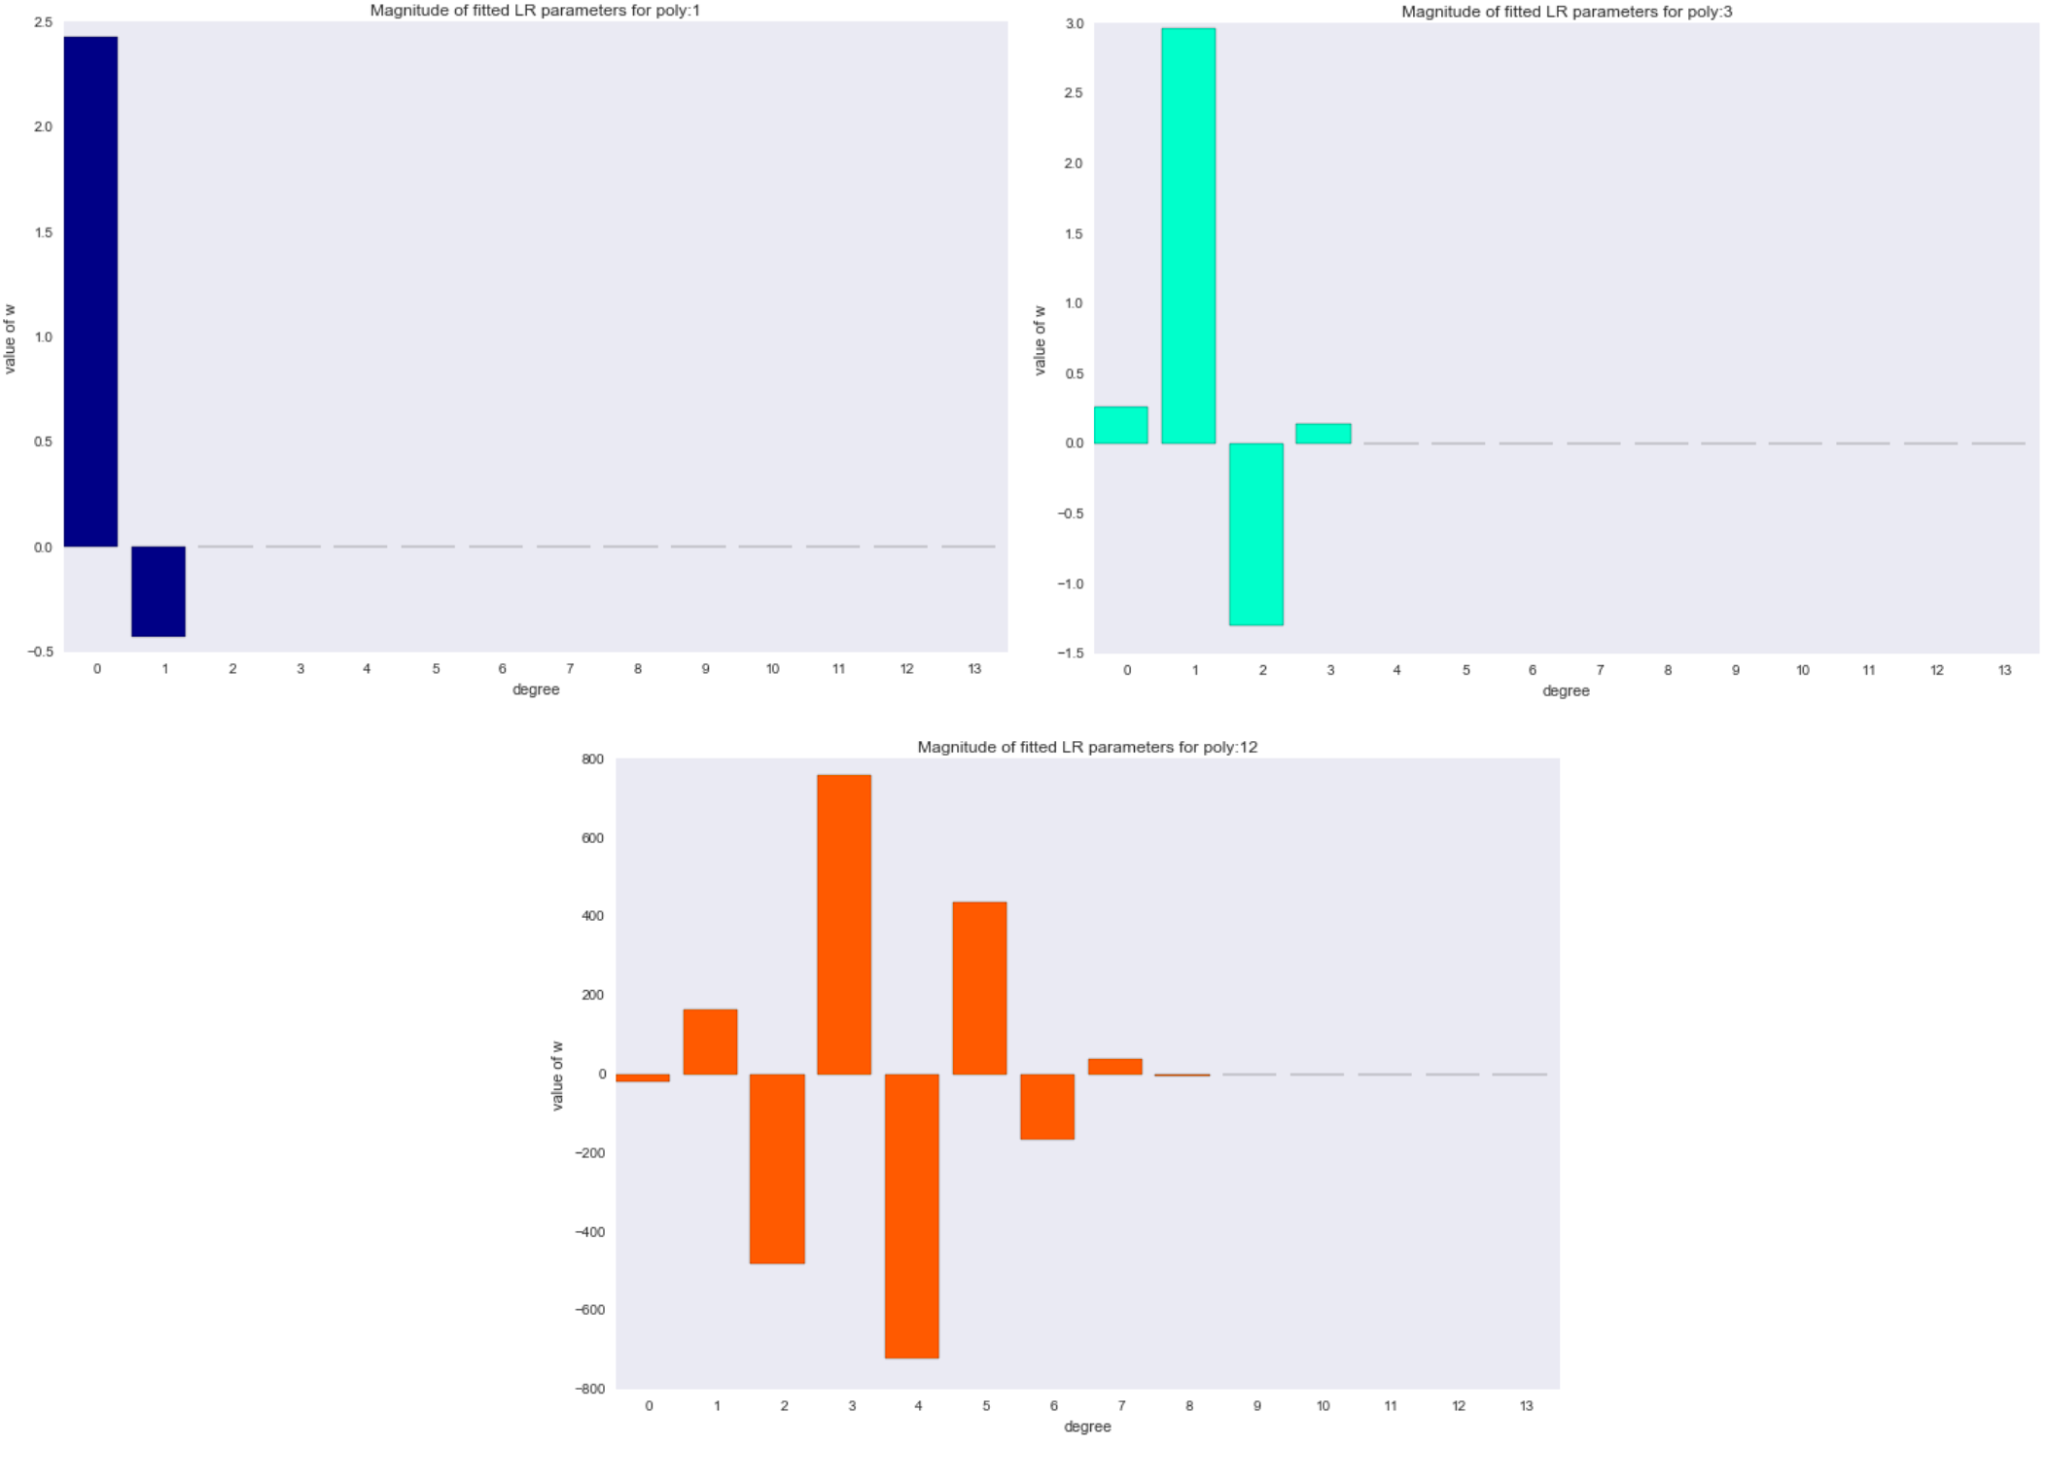 Magnitude of fitted LR parameters for poly:1
2.5
2.0
1.5
1.0
0.5
0.0
−0.5
value of w
0 1 2 3 4 5 6 7 8 9 10 11 12 13
degree
Magnitude of fitted LR parameters for poly:3
3.0
2.5
2.0
1.5
1.0
0.5
0.0
−0.5
−1.0
−1.5
value of w
0 1 2 3 4 5 6 7 8 9 10 11 12 13
degree
Magnitude of fitted LR parameters for poly:12
800
600
400
200
0
−200
−400
−600
−800
value of w
0 1 2 3 4 5 6 7 8 9 10 11 12 13
degree